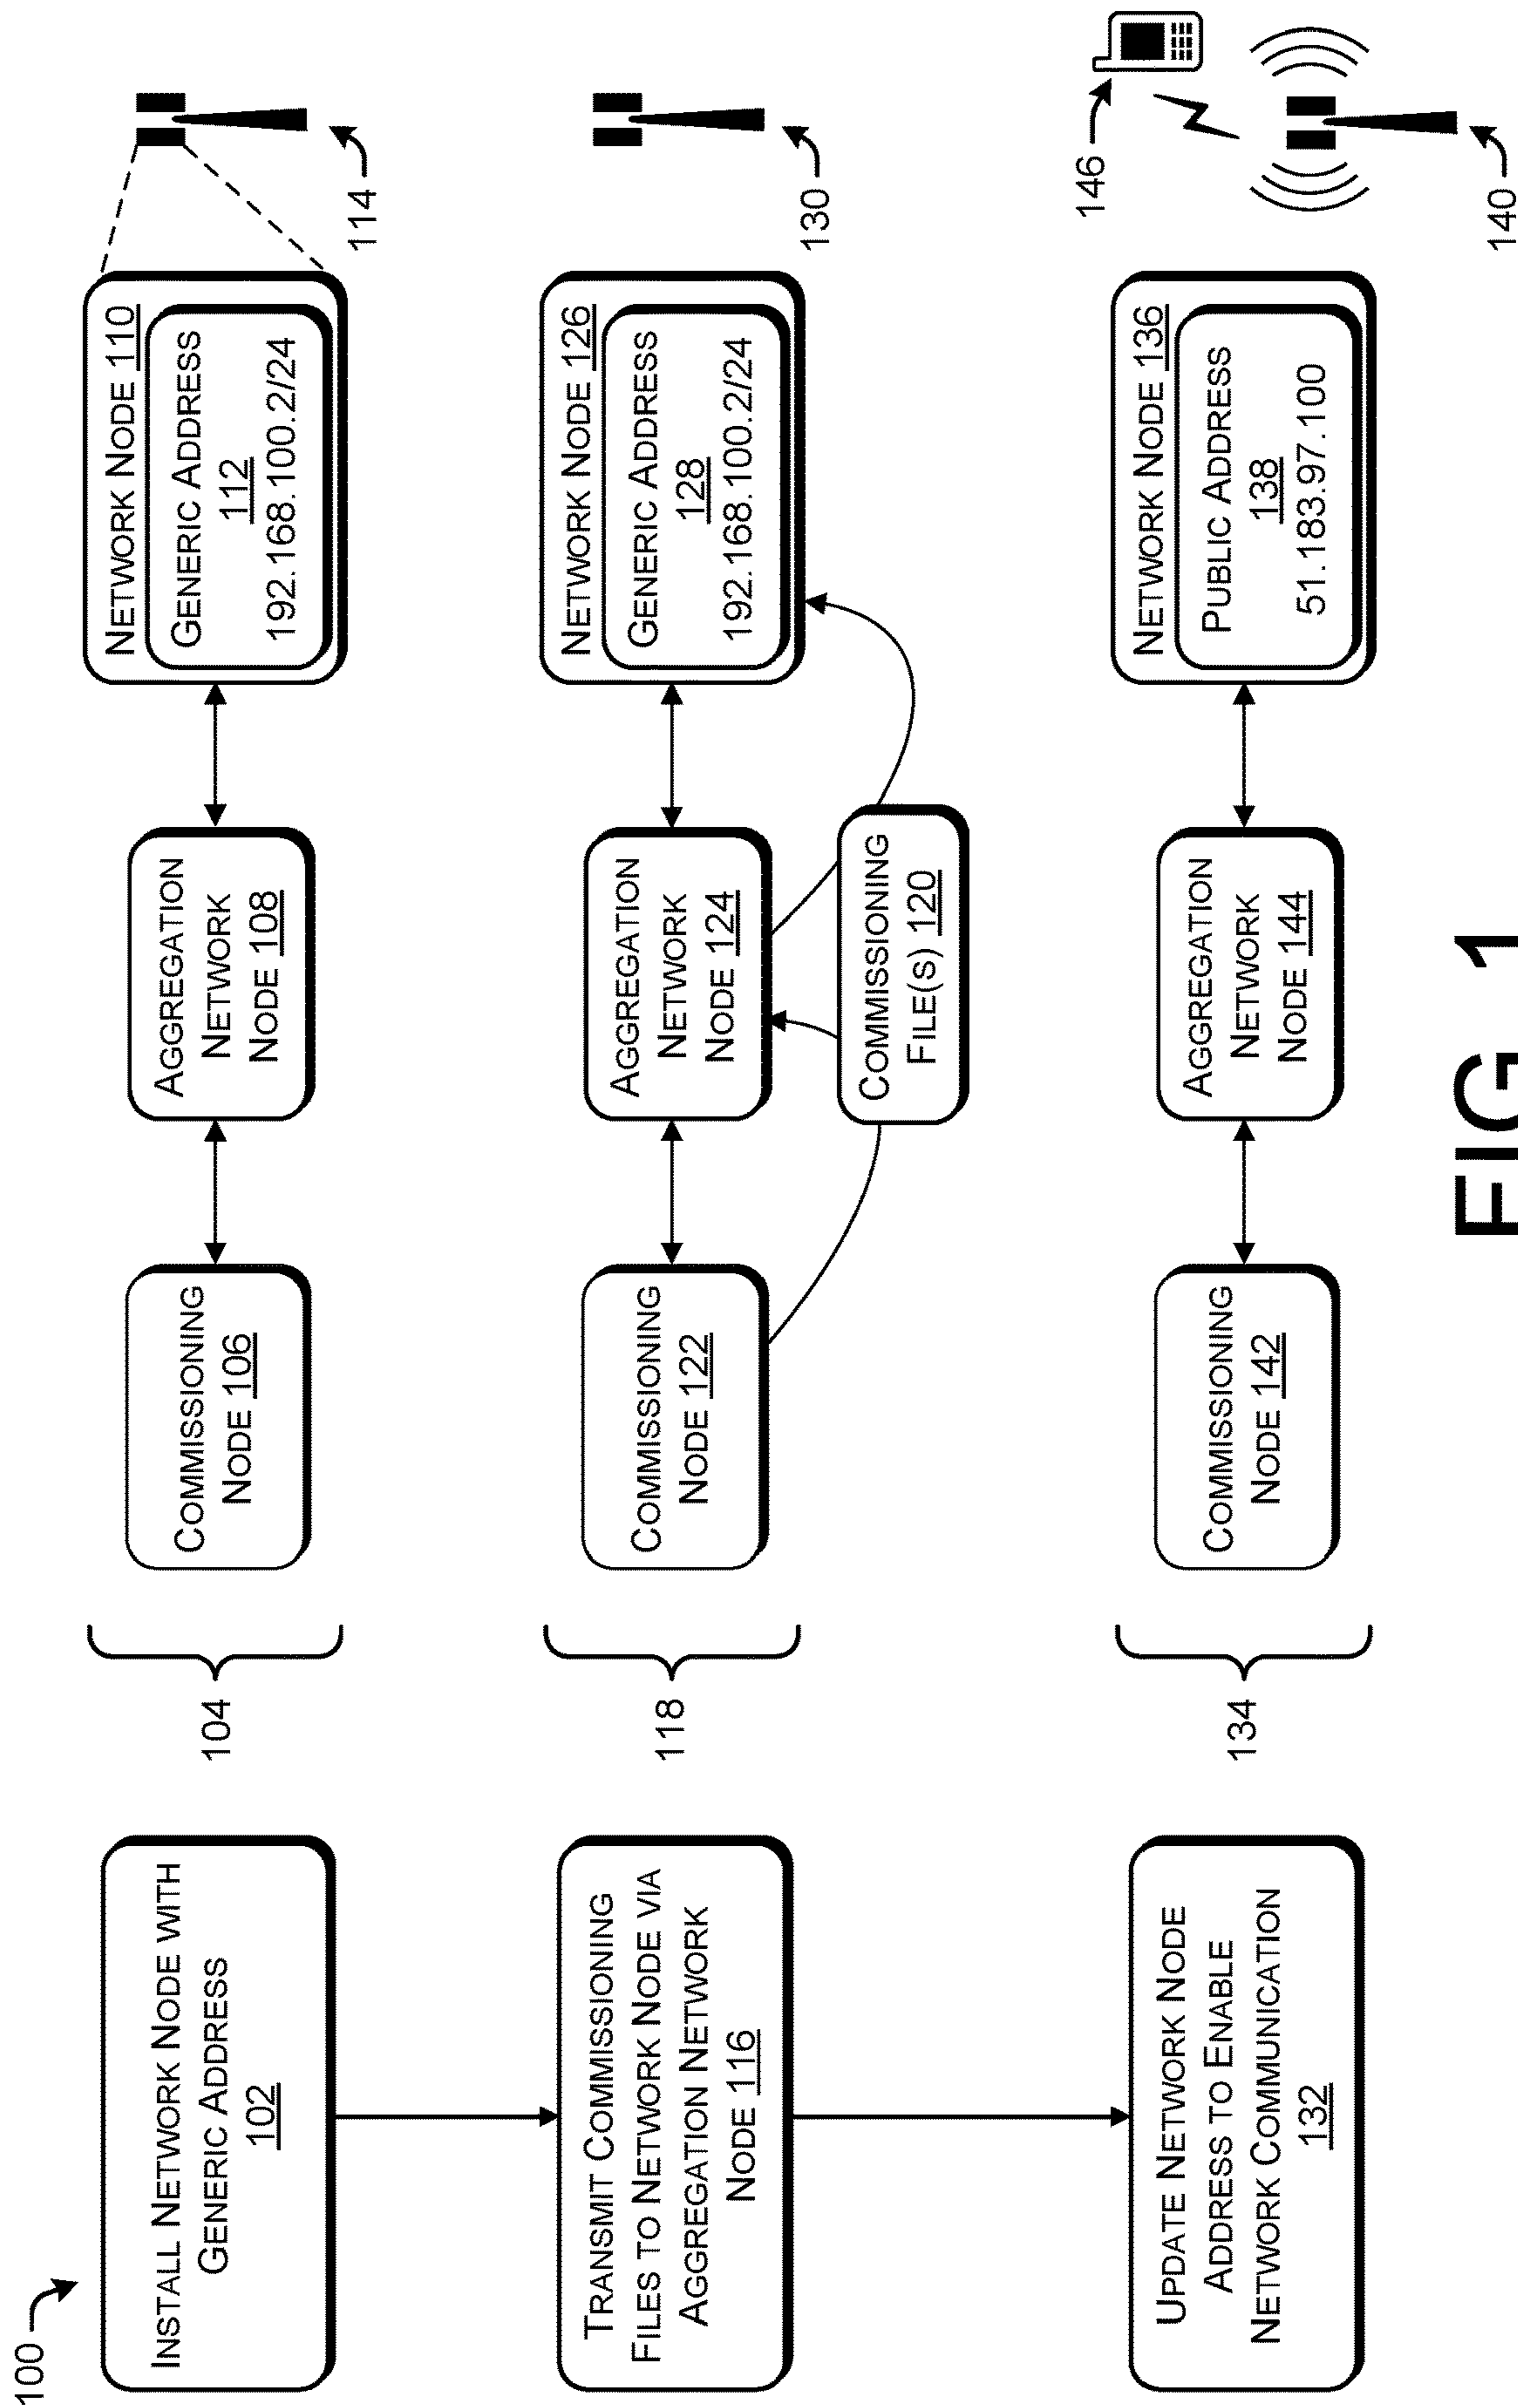 100
INSTALL NETWORK NODE WITH
GENERIC ADDRESS
102
104
COMMISSIONING
NODE 106
AGGREGATION
NETWORK
NODE 108
NETWORK NODE 110
GENERIC ADDRESS
112
192.168.100.2/24
114
TRANSMIT COMMISSIONING
FILES TO NETWORK NODE VIA
AGGREGATION NETWORK
NODE 116
118
COMMISSIONING
NODE 122
AGGREGATION
NETWORK
NODE 124
COMMISSIONING
FILE(S) 120
NETWORK NODE 126
GENERIC ADDRESS
128
192.168.100.2/24
130
UPDATE NETWORK NODE
ADDRESS TO ENABLE
NETWORK COMMUNICATION
132
134
COMMISSIONING
NODE 142
AGGREGATION
NETWORK
NODE 144
NETWORK NODE 136
PUBLIC ADDRESS
138
51.183.97.100
146
140
FIG. 1